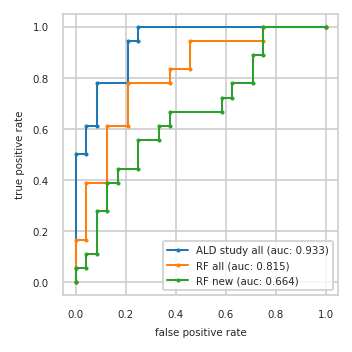 1.0
0.8
0.6
0.4
0.2
0.0
true positive rate
ALD study all (auc: 0.933)
RF all (auc: 0.815)
RF new (auc: 0.664)
0.0 0.2 0.4 0.6 0.8 1.0
false positive rate